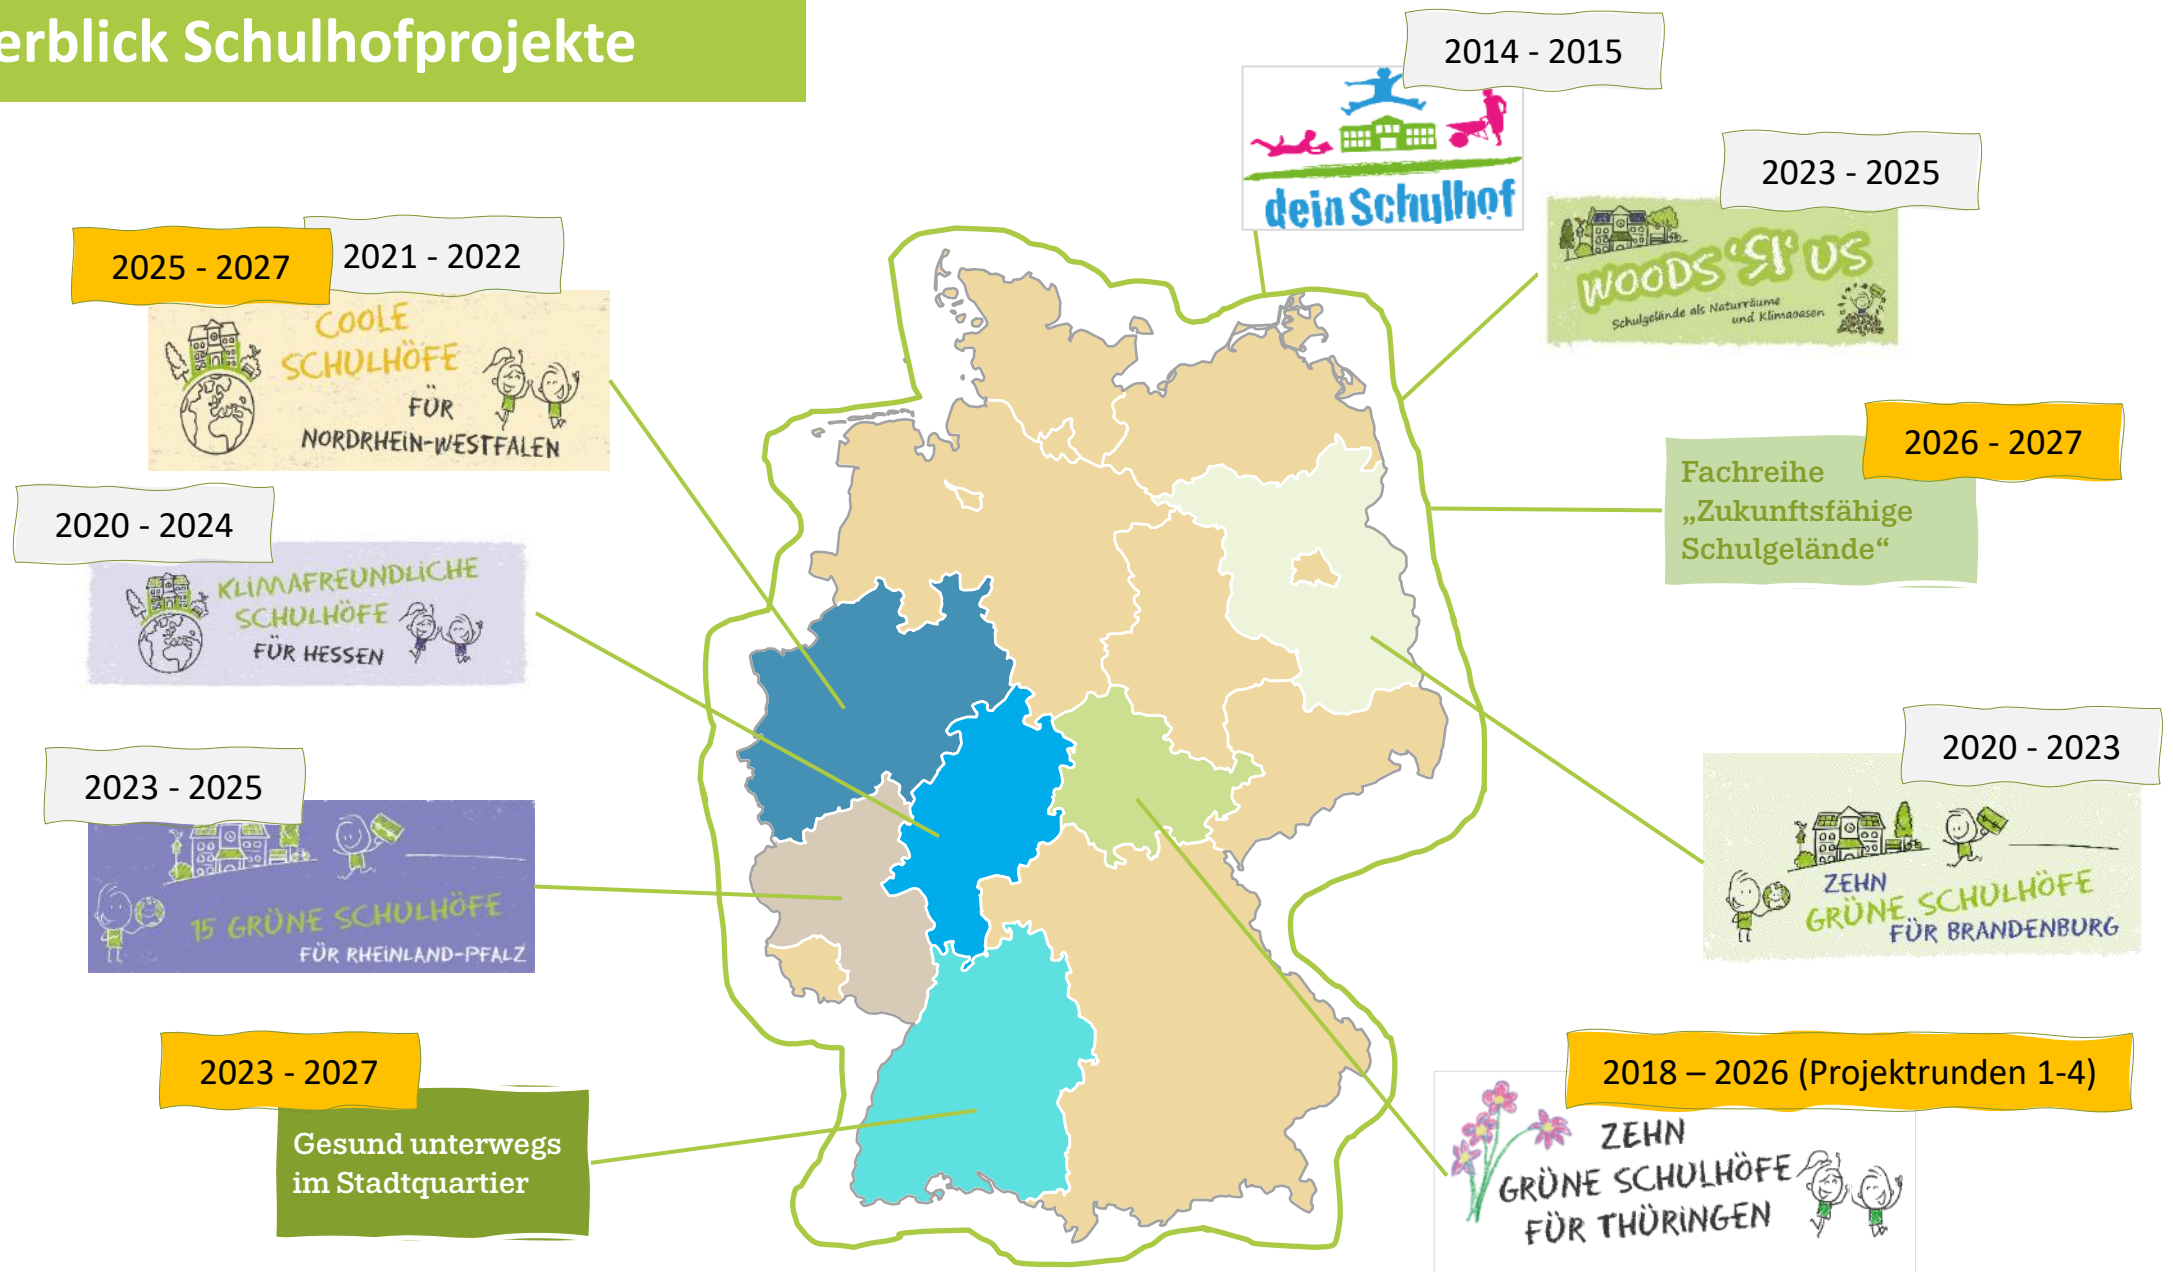 erblick Schulhofprojekte
2014 - 2015
dein Schulhof
2023 - 2025
WOODS 'Я' US
Schulgelände als Naturräume
und Klimaoasen
2025 - 2027
2021 - 2022
COOLE
SCHULHÖFE
FÜR
NORDRHEIN-WESTFALEN
2026 - 2027
Fachreihe
„Zukunftsfähige
Schulgelände“
2020 - 2024
KLIMAFREUNDLICHE
SCHULHÖFE
FÜR HESSEN
2020 - 2023
ZEHN
GRÜNE SCHULHÖFE
FÜR BRANDENBURG
2023 - 2025
15 GRÜNE SCHULHÖFE
FÜR RHEINLAND-PFALZ
2023 - 2027
Gesund unterwegs
im Stadtquartier
2018 – 2026 (Projektrunden 1-4)
ZEHN
GRÜNE SCHULHÖFE
FÜR THÜRINGEN